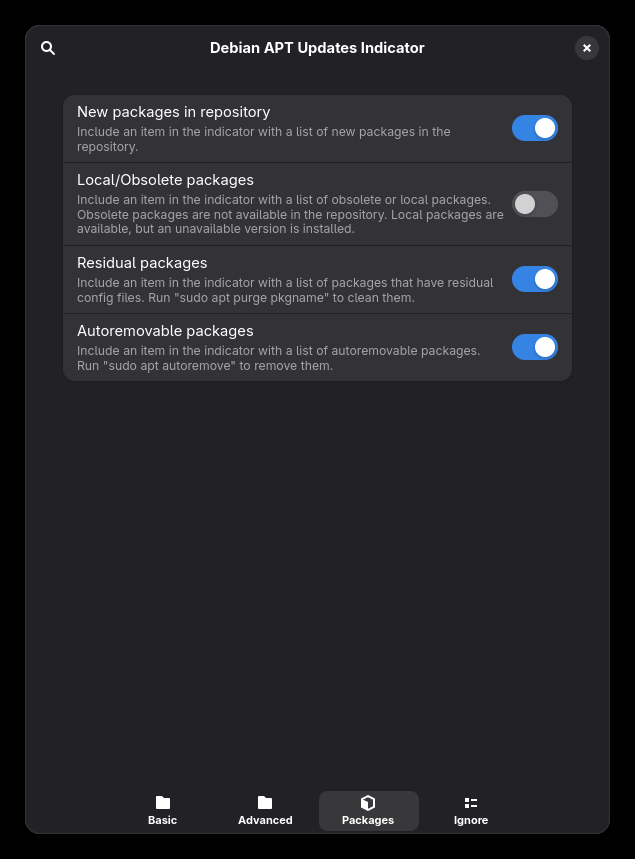 Debian APT Updates Indicator
New packages in repository
Include an item in the indicator with a list of new packages in the
repository.
Local/Obsolete packages
Include an item in the indicator with a list of obsolete or local packages.
Obsolete packages are not available in the repository. Local packages are
available, but an unavailable version is installed.
Residual packages
Include an item in the indicator with a list of packages that have residual
config files. Run "sudo apt purge pkgname" to clean them.
Autoremovable packages
Include an item in the indicator with a list of autoremovable packages.
Run "sudo apt autoremove" to remove them.
Basic Advanced Packages Ignore